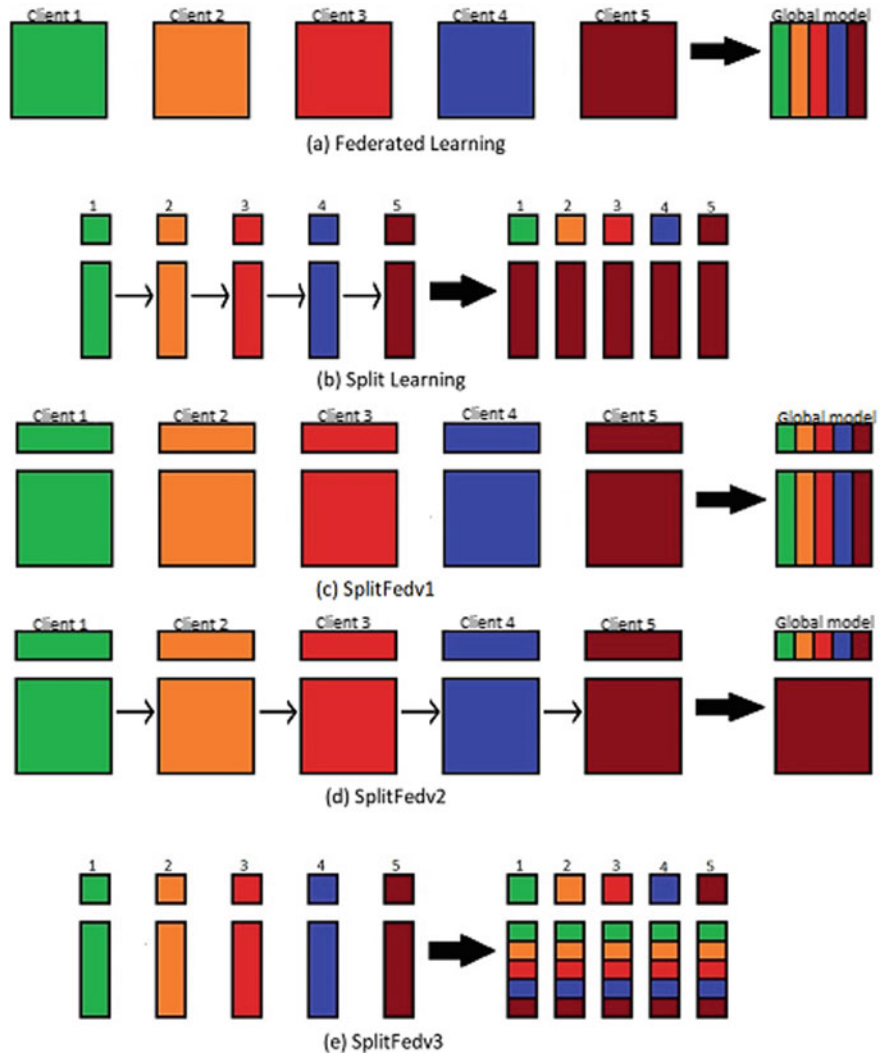 Client 1 Client 2 Client 3 Client 4 Client 5 Global model
(a) Federated Learning
1 2 3 4 5 1 2 3 4 5
(b) Split Learning
Client 1 Client 2 Client 3 Client 4 Client 5 Global model
(c) SplitFedv1
Client 1 Client 2 Client 3 Client 4 Client 5 Global model
(d) SplitFedv2
1 2 3 4 5 1 2 3 4 5
(e) SplitFedv3